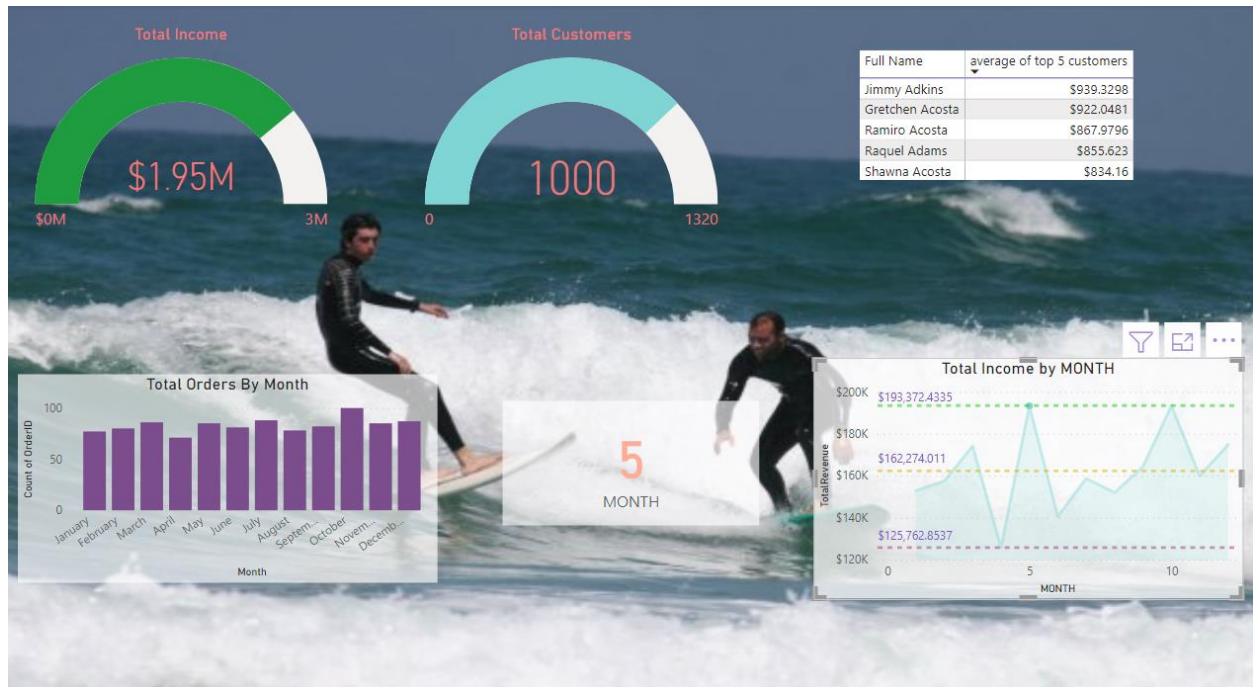 Total Income
$1.95M
$0M
3M
Total Customers
1000
0
1320
Full Name average of top 5 customers
Jimmy Adkins $939.3298
Gretchen Acosta $922.0481
Ramiro Acosta $867.9796
Raquel Adams $855.623
Shawna Acosta $834.16
Total Orders By Month
Count of OrderID
100
50
0
January
February
March
April
May
June
July
August
Septem...
October
Novem...
Decemb...
Month
5
MONTH
Total Income by MONTH
TotalRevenue
$200K
$193,372.4335
$180K
$162,274.011
$160K
$140K
$125,762.8537
$120K
0
5
10
MONTH